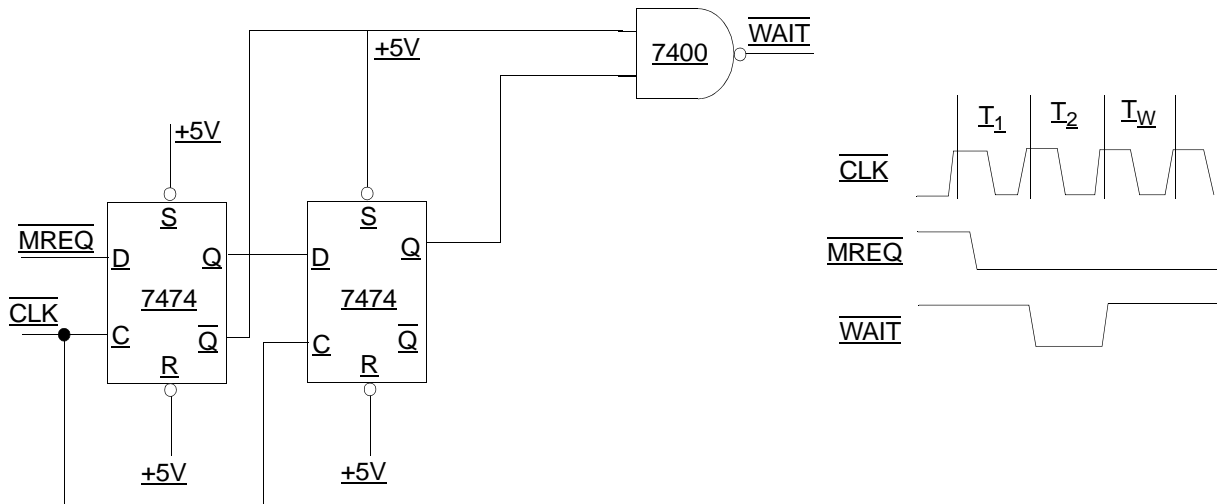 WAIT
7400
+5V
+5V
S
S
MREQ
D
Q
D
Q
7474
7474
CLK
C
Q
C
Q
R
R
+5V
+5V
T1
T2
TW
CLK
MREQ
WAIT